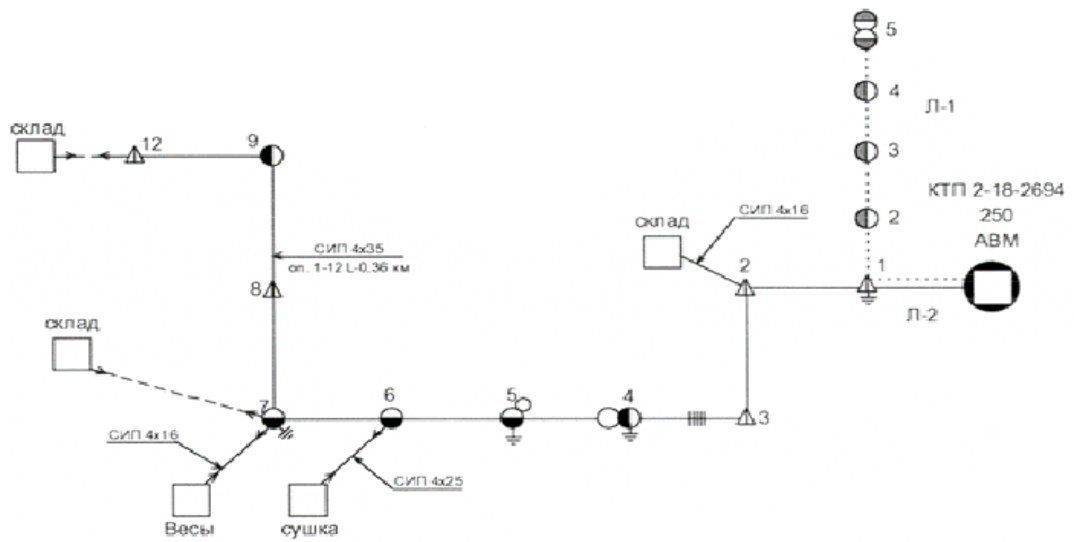 5
4
Л-1
3
КТП 2-18-2694
250
АВМ
2
1
Л-2
склад
СИП 4х16
2
3
склад
12
9
СИП 4х35
оп. 1-12 L-0,36 км
8
склад
7
6
5
4
СИП 4х16
СИП 4х25
Весы
сушка